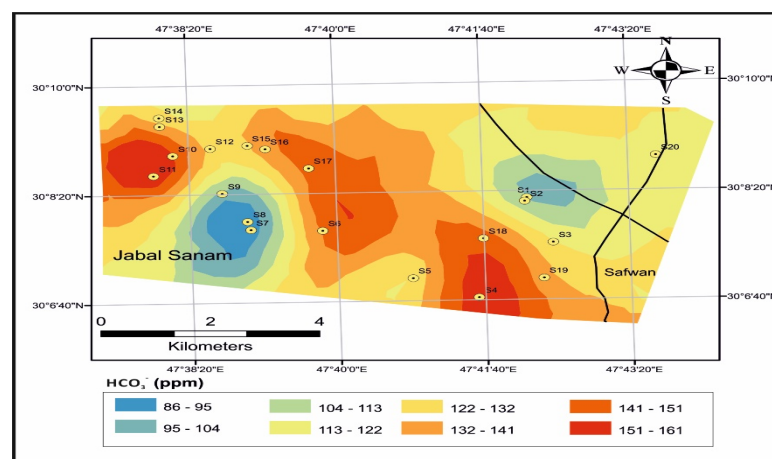 47°38'20"E 47°40'0"E 47°41'40"E 47°43'20"E
N
W E
S
30°10'0"N 30°10'0"N
S14
S13
S12 S15 S16
S10 S20
S17
S11
30°8'20"N 30°8'20"N
S9 S1
S2
S8
S7 S6 S18 S3
Jabal Sanam
S5 S19 Safwan
S4
30°6'40"N 30°6'40"N
0 2 4
Kilometers
47°38'20"E 47°40'0"E 47°41'40"E 47°43'20"E
HCO₃⁻ (ppm)
86 - 95 104 - 113 122 - 132 141 - 151
95 - 104 113 - 122 132 - 141 151 - 161